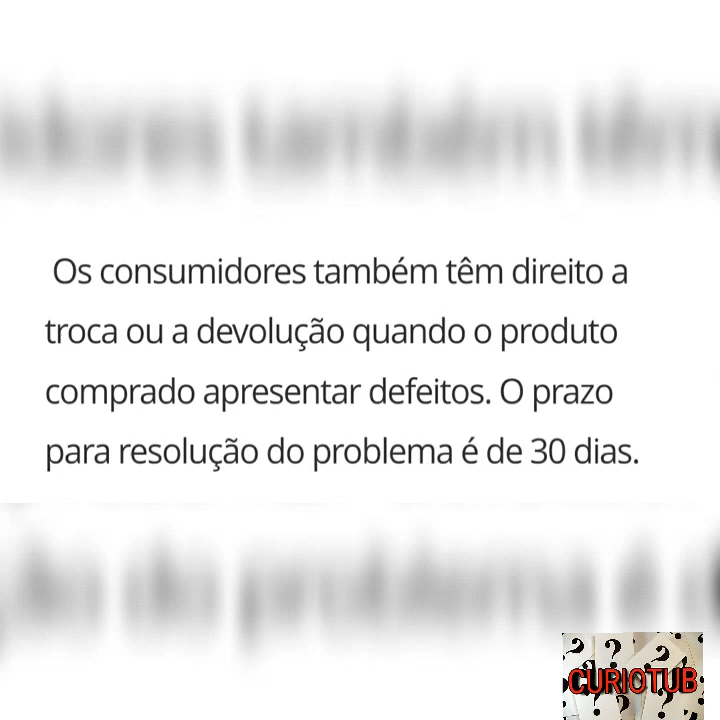 Os consumidores também têm direito a
troca ou a devolução quando o produto
comprado apresentar defeitos. O prazo
para resolução do problema é de 30 dias.
CURIOTUB